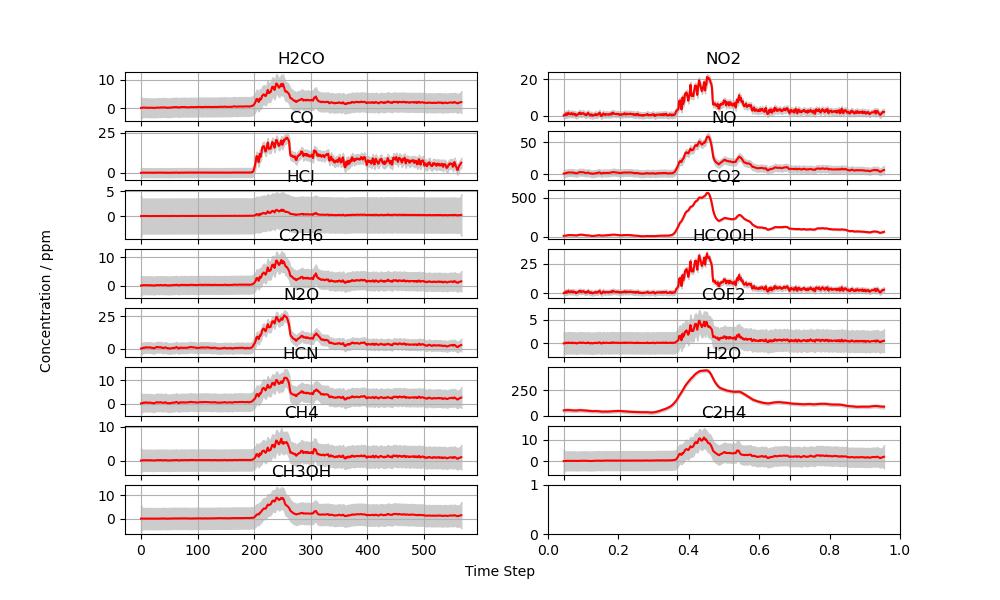 H2CO
NO2
10
0
20
0
CO
NO
25
0
50
0
HCl
CO2
5
0
500
0
C2H6
HCOOH
10
0
25
0
N2O
COF2
25
0
5
0
HCN
H2O
10
0
250
0
CH4
C2H4
10
0
10
0
CH3OH
10
0
1
0
0
100
200
300
400
500
0.0
0.2
0.4
0.6
0.8
1.0
Concentration / ppm
Time Step